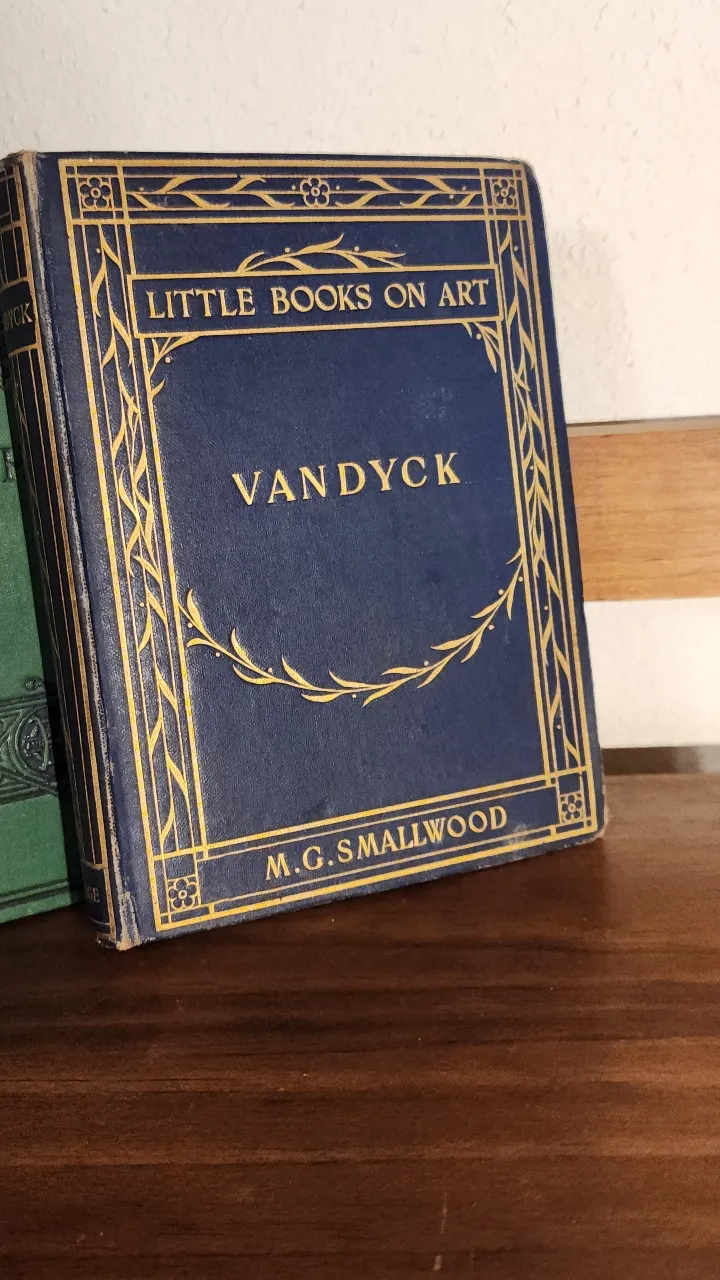 LITTLE BOOKS ON ART
VANDYCK
M.G.SMALLWOOD